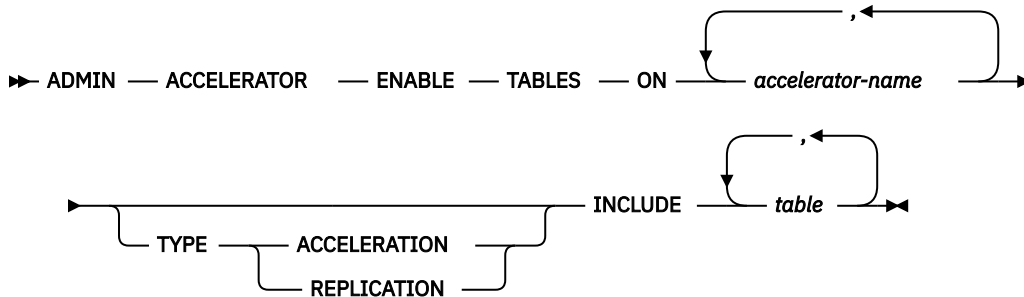 ,
ADMIN ACCELERATOR ENABLE TABLES ON accelerator-name
,
INCLUDE table
TYPE ACCELERATION
REPLICATION